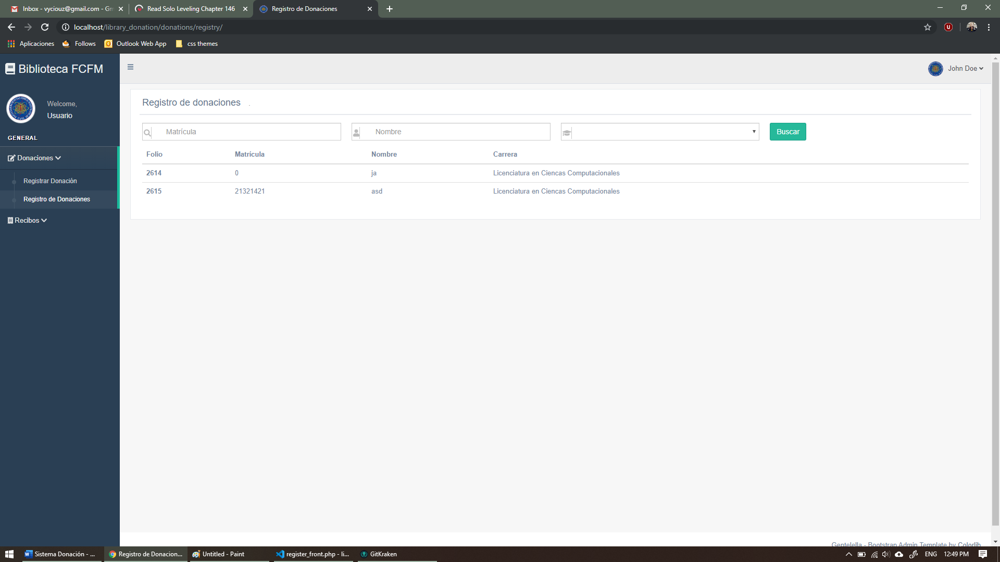 Inbox - vyciouz@gmail.com - Gm
Read Solo Leveling Chapter 146
Registro de Donaciones
localhost/library_donation/donations/registry/
Aplicaciones
Follows
Outlook Web App
css themes
Biblioteca FCFM
John Doe
Welcome,
Usuario
GENERAL
Donaciones
Registrar Donación
Registro de Donaciones
Recibos
Registro de donaciones .
Matrícula
Nombre
Buscar
Folio Matrícula Nombre Carrera
2614 0 ja Licenciatura en Ciencas Computacionales
2615 21321421 asd Licenciatura en Ciencas Computacionales
Gentelella - Bootstrap Admin Template by Colorlib
Sistema Donación - ...
Registro de Donacion...
Untitled - Paint
register_front.php - li...
GitKraken
ENG
12:49 PM